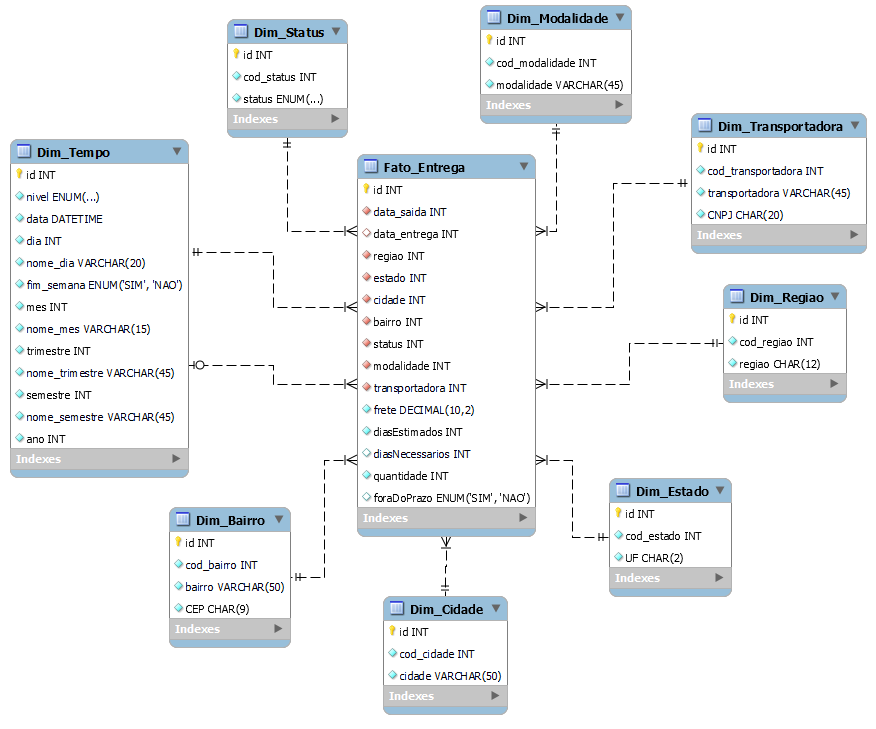 Dim_Status
id INT
cod_status INT
status ENUM(...)
Indexes
Dim_Modalidade
id INT
cod_modalidade INT
modalidade VARCHAR(45)
Indexes
Dim_Transportadora
id INT
cod_transportadora INT
transportadora VARCHAR(45)
CNPJ CHAR(20)
Indexes
Dim_Tempo
id INT
nivel ENUM(...)
data DATETIME
dia INT
nome_dia VARCHAR(20)
fim_semana ENUM('SIM', 'NAO')
mes INT
nome_mes VARCHAR(15)
trimestre INT
nome_trimestre VARCHAR(45)
semestre INT
nome_semestre VARCHAR(45)
ano INT
Indexes
Fato_Entrega
id INT
data_saida INT
data_entrega INT
regiao INT
estado INT
cidade INT
bairro INT
status INT
modalidade INT
transportadora INT
frete DECIMAL(10,2)
diasEstimados INT
diasNecessarios INT
quantidade INT
foraDoPrazo ENUM('SIM', 'NAO')
Indexes
Dim_Regiao
id INT
cod_regiao INT
regiao CHAR(12)
Indexes
Dim_Estado
id INT
cod_estado INT
UF CHAR(2)
Indexes
Dim_Bairro
id INT
cod_bairro INT
bairro VARCHAR(50)
CEP CHAR(9)
Indexes
Dim_Cidade
id INT
cod_cidade INT
cidade VARCHAR(50)
Indexes